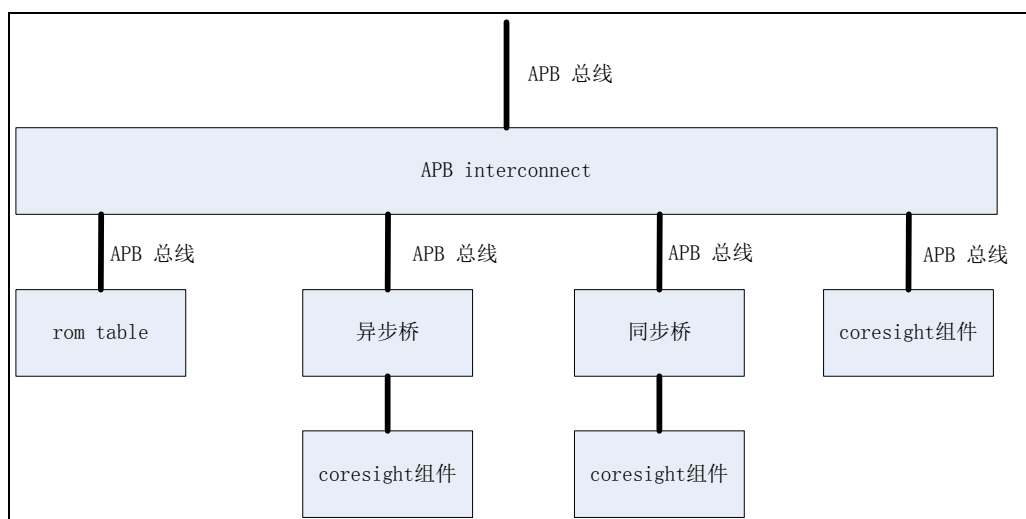 APB 总线
APB interconnect
APB 总线
APB 总线
APB 总线
APB 总线
rom table
异步桥
同步桥
coresight组件
coresight组件
coresight组件